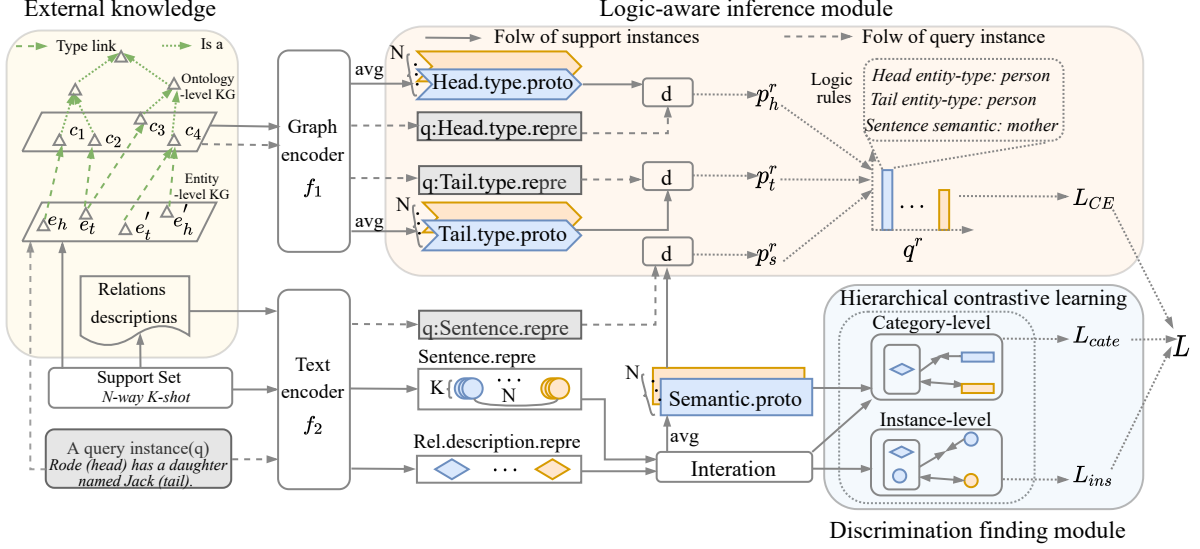 External knowledge
Type link
Is a
Ontology
-level KG
c1
c2
c3
c4
Entity
-level KG
eh
et
e't
e'h
Relations
descriptions
Support Set
N-way K-shot
A query instance(q)
Rode (head) has a daughter
named Jack (tail).
Graph
encoder
f1
Text
encoder
f2
Logic-aware inference module
Folw of support instances
Folw of query instance
avg
N
Head.type.proto
q:Head.type.repre
q:Tail.type.repre
avg
N
Tail.type.proto
d
d
d
p_h^r
p_t^r
p_s^r
Logic
rules
Head entity-type: person
Tail entity-type: person
Sentence semantic: mother
...
q^r
q:Sentence.repre
Sentence.repre
K
...
N
Rel.description.repre
...
N
Semantic.proto
avg
Interation
Hierarchical contrastive learning
Category-level
Instance-level
Discrimination finding module
L_CE
L_cate
L_ins
L